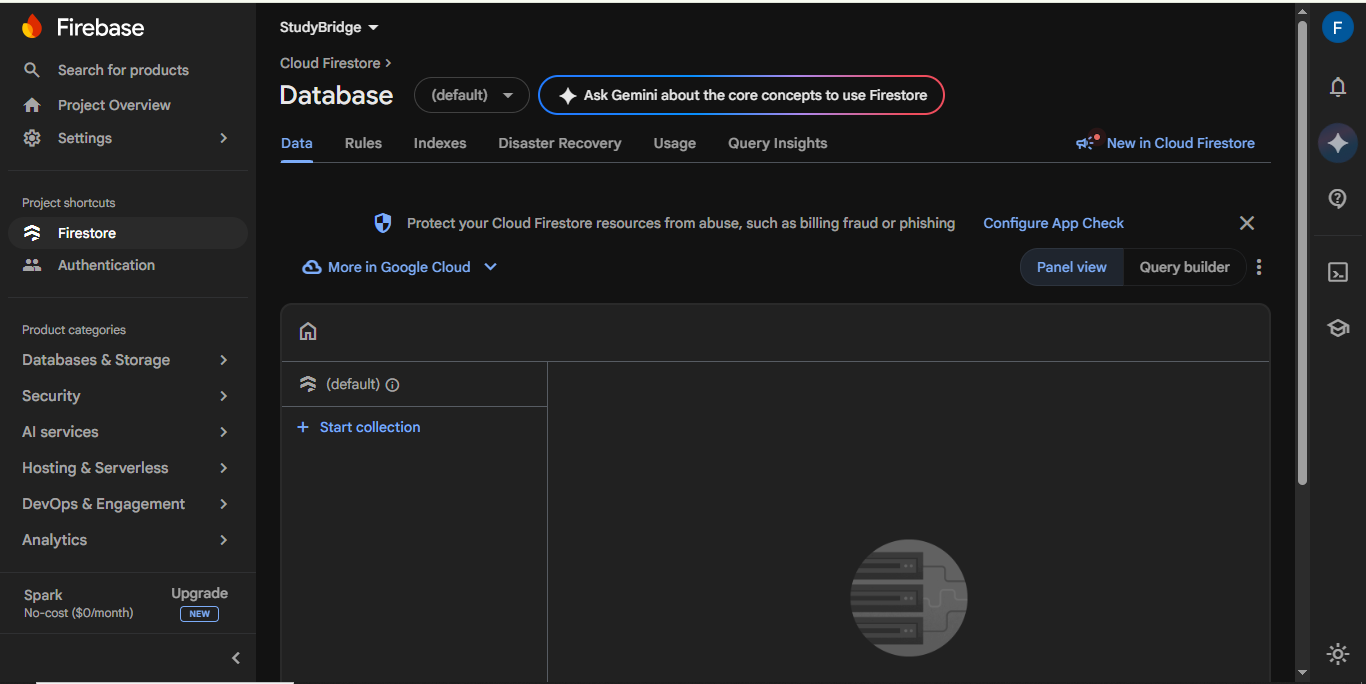 Firebase
Search for products
Project Overview
Settings
Project shortcuts
Firestore
Authentication
Product categories
Databases & Storage
Security
AI services
Hosting & Serverless
DevOps & Engagement
Analytics
Spark
No-cost ($0/month)
Upgrade
NEW
StudyBridge
Cloud Firestore
Database
(default)
Ask Gemini about the core concepts to use Firestore
Data Rules Indexes Disaster Recovery Usage Query Insights
New in Cloud Firestore
Protect your Cloud Firestore resources from abuse, such as billing fraud or phishing Configure App Check
More in Google Cloud
Panel view Query builder
(default)
+ Start collection
F